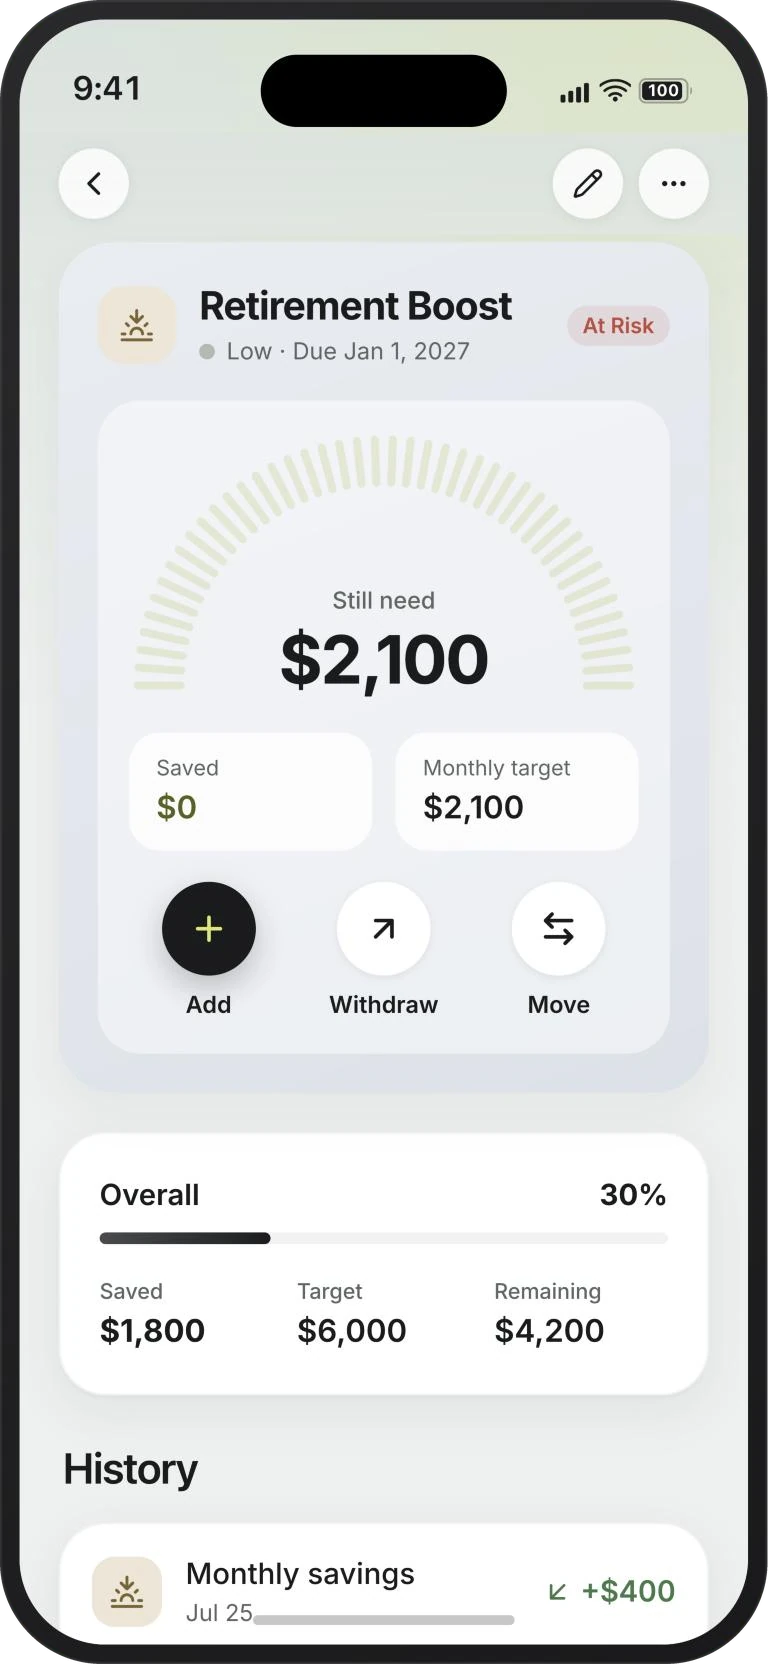 9:41
100
Retirement Boost
Low · Due Jan 1, 2027
At Risk
Still need
$2,100
Saved
$0
Monthly target
$2,100
Add
Withdraw
Move
Overall
30%
Saved
$1,800
Target
$6,000
Remaining
$4,200
History
Monthly savings
Jul 25
+$400